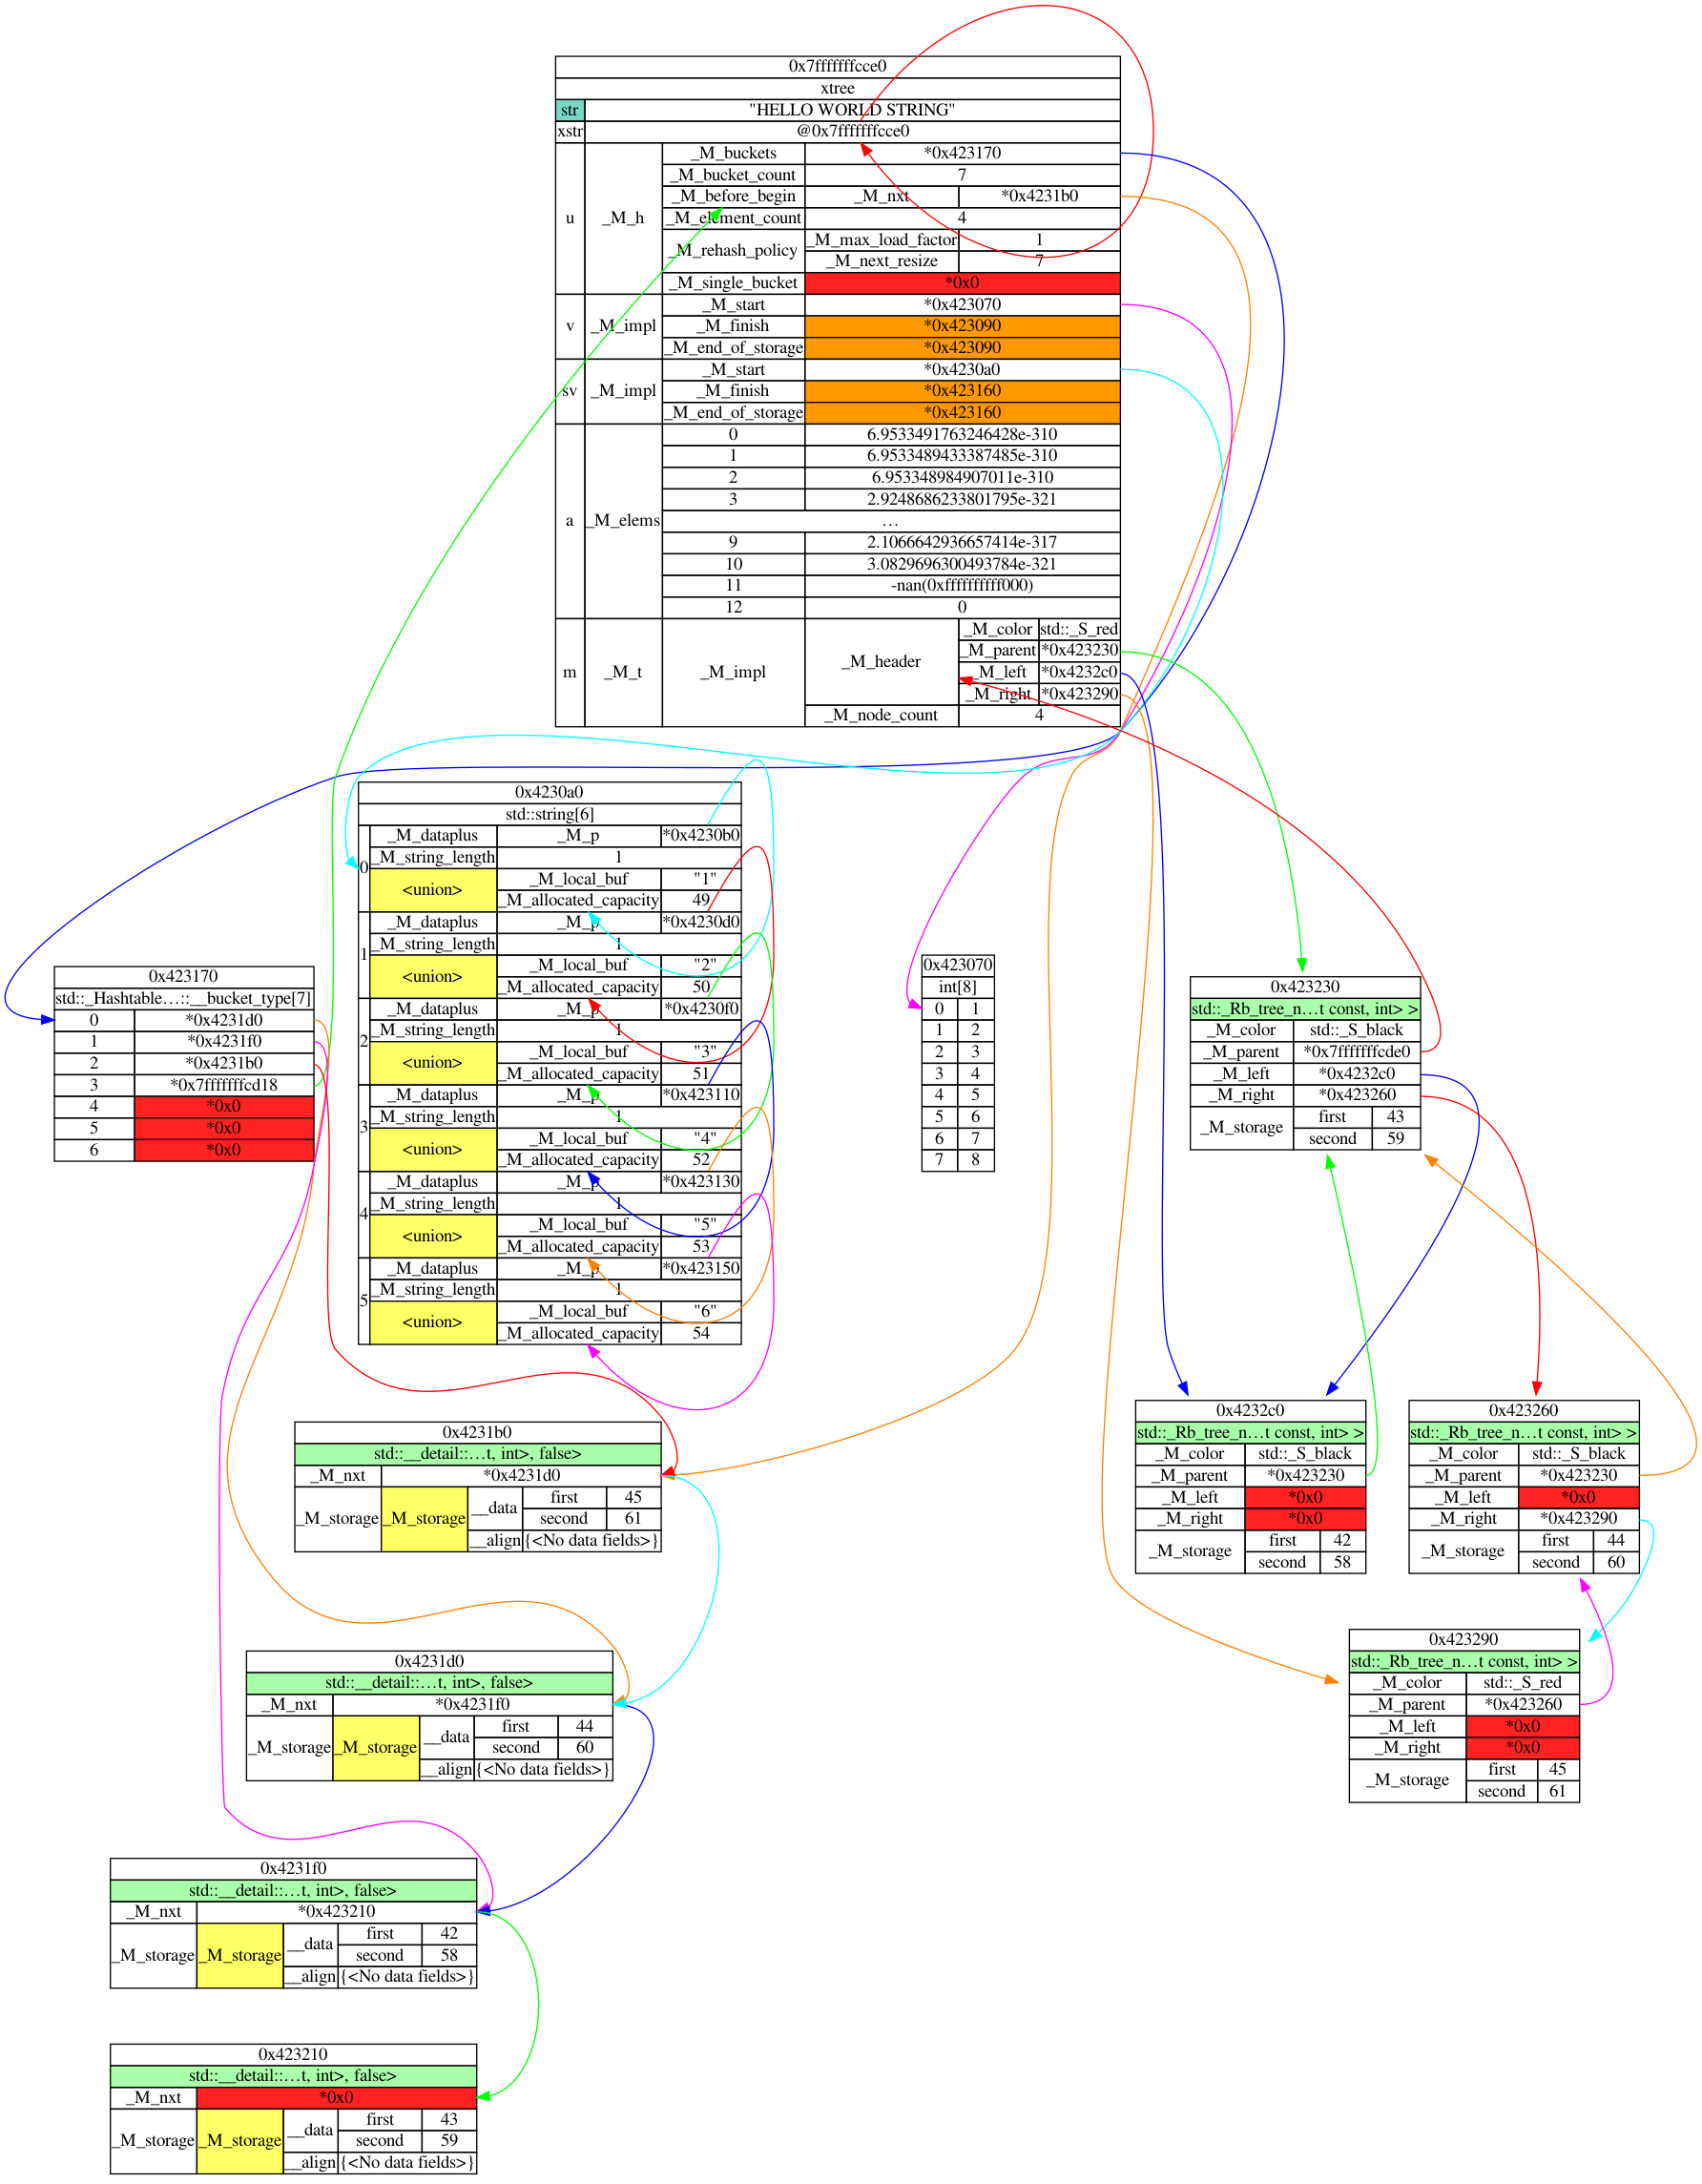 0x7fffffffcce0
xtree
str "HELLO WORLD STRING"
xstr @0x7fffffffcce0
u _M_h _M_buckets *0x423170
_M_bucket_count 7
_M_before_begin _M_nxt *0x4231b0
_M_element_count 4
_M_rehash_policy _M_max_load_factor 1
_M_next_resize 7
_M_single_bucket *0x0
v _M_impl _M_start *0x423070
_M_finish *0x423090
_M_end_of_storage *0x423090
sv _M_impl _M_start *0x4230a0
_M_finish *0x423160
_M_end_of_storage *0x423160
a _M_elems 0 6.9533491763246428e-310
1 6.9533489433387485e-310
2 6.953348984907011e-310
3 2.9248686233801795e-321
…
9 2.1066642936657414e-317
10 3.0829696300493784e-321
11 -nan(0xffffffffff000)
12 0
m _M_t _M_impl _M_header _M_color std::_S_red
_M_parent *0x423230
_M_left *0x4232c0
_M_right *0x423290
_M_node_count 4
0x4230a0
std::string[6]
0 _M_dataplus _M_p *0x4230b0
_M_string_length 1
<union> _M_local_buf "1"
_M_allocated_capacity 49
1 _M_dataplus _M_p *0x4230d0
_M_string_length 1
<union> _M_local_buf "2"
_M_allocated_capacity 50
2 _M_dataplus _M_p *0x4230f0
_M_string_length 1
<union> _M_local_buf "3"
_M_allocated_capacity 51
3 _M_dataplus _M_p *0x423110
_M_string_length 1
<union> _M_local_buf "4"
_M_allocated_capacity 52
4 _M_dataplus _M_p *0x423130
_M_string_length 1
<union> _M_local_buf "5"
_M_allocated_capacity 53
5 _M_dataplus _M_p *0x423150
_M_string_length 1
<union> _M_local_buf "6"
_M_allocated_capacity 54
0x423170
std::_Hashtable…::__bucket_type[7]
0 *0x4231d0
1 *0x4231f0
2 *0x4231b0
3 *0x7fffffffcd18
4 *0x0
5 *0x0
6 *0x0
0x423070
int[8]
0 1
1 2
2 3
3 4
4 5
5 6
6 7
7 8
0x423230
std::_Rb_tree_n…t const, int> >
_M_color std::_S_black
_M_parent *0x7fffffffcde0
_M_left *0x4232c0
_M_right *0x423260
_M_storage first 43
second 59
0x4232c0
std::_Rb_tree_n…t const, int> >
_M_color std::_S_black
_M_parent *0x423230
_M_left *0x0
_M_right *0x0
_M_storage first 42
second 58
0x423260
std::_Rb_tree_n…t const, int> >
_M_color std::_S_black
_M_parent *0x423230
_M_left *0x0
_M_right *0x423290
_M_storage first 44
second 60
0x4231b0
std::__detail::…t, int>, false>
_M_nxt *0x4231d0
_M_storage _M_storage __data first 45
second 61
__align {<No data fields>}
0x423290
std::_Rb_tree_n…t const, int> >
_M_color std::_S_red
_M_parent *0x423260
_M_left *0x0
_M_right *0x0
_M_storage first 45
second 61
0x4231d0
std::__detail::…t, int>, false>
_M_nxt *0x4231f0
_M_storage _M_storage __data first 44
second 60
__align {<No data fields>}
0x4231f0
std::__detail::…t, int>, false>
_M_nxt *0x423210
_M_storage _M_storage __data first 42
second 58
__align {<No data fields>}
0x423210
std::__detail::…t, int>, false>
_M_nxt *0x0
_M_storage _M_storage __data first 43
second 59
__align {<No data fields>}